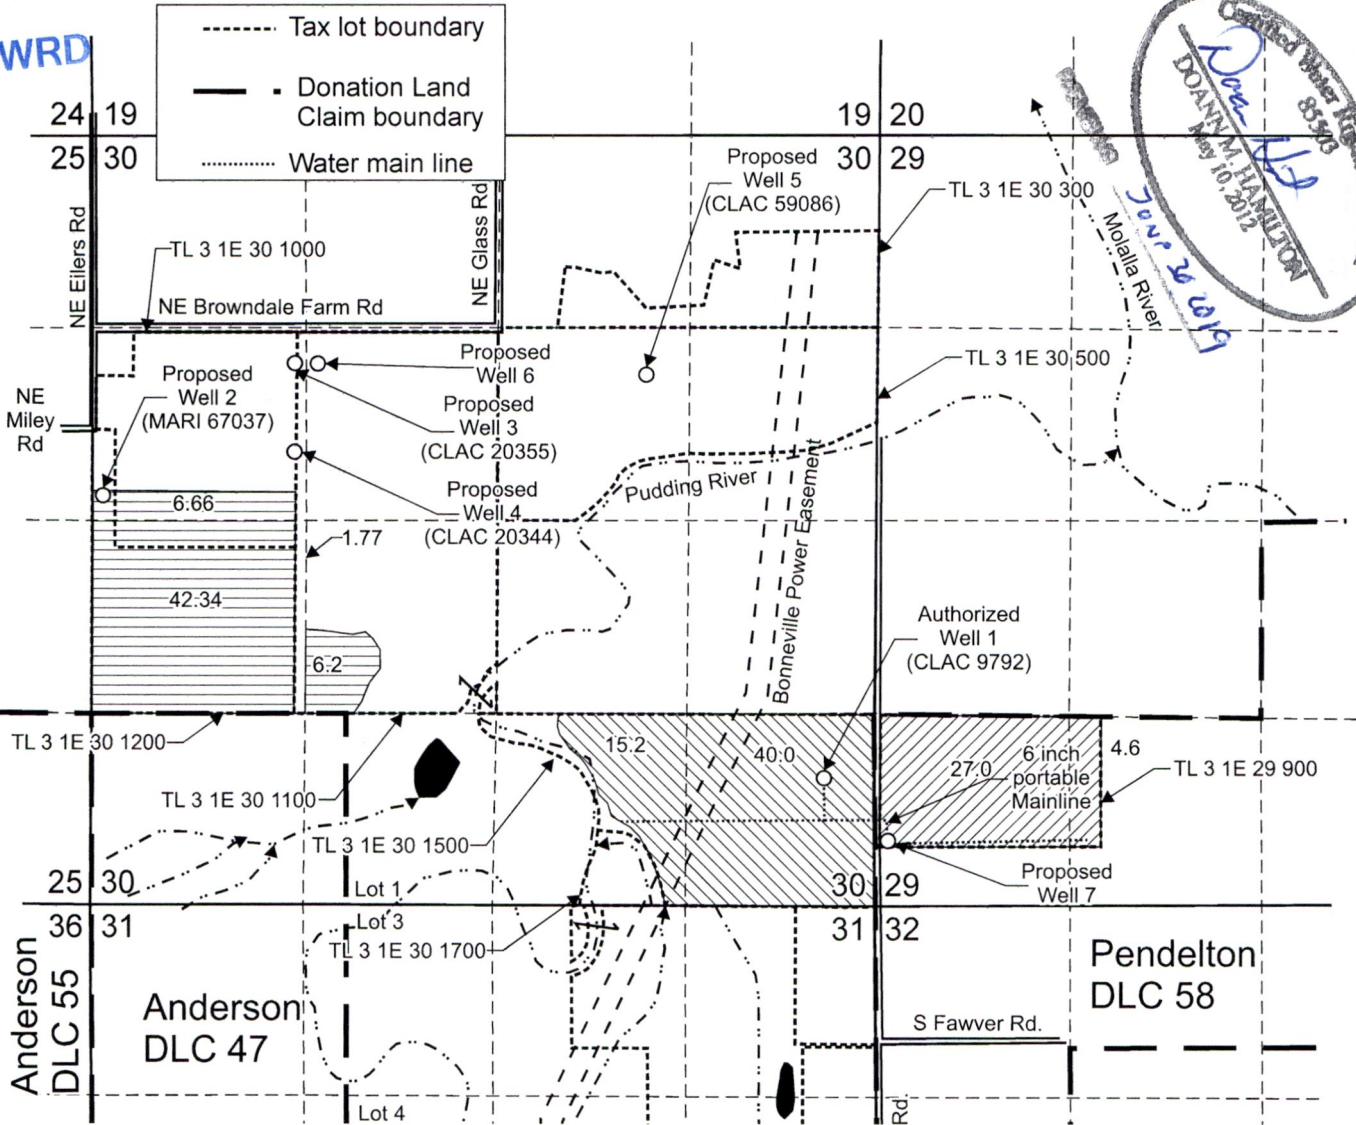 WRD
Tax lot boundary
Donation Land
Claim boundary
Water main line
24 19
25 30
19 20
30 29
NE Eilers Rd
NE Glass Rd
TL 3 1E 30 1000
NE Browndale Farm Rd
Proposed
Well 5
(CLAC 59086)
TL 3 1E 30 300
Molalla River
DOANN M. HAMILTON
May 10, 2012
85503
JUNE 30 2019
NE
Miley
Rd
Proposed
Well 2
(MARI 67037)
Proposed
Well 6
Proposed
Well 3
(CLAC 20355)
Proposed
Well 4
(CLAC 20344)
TL 3 1E 30 500
Pudding River
Bonneville Power Easement
6.66
1.77
42.34
6.2
Authorized
Well 1
(CLAC 9792)
TL 3 1E 30 1200
TL 3 1E 30 1100
TL 3 1E 30 1500
15.2
40.0
27.0
6 inch
portable
Mainline
4.6
TL 3 1E 29 900
Proposed
Well 7
25 30
36 31
Lot 1
Lot 3
TL 3 1E 30 1700
30 29
31 32
Anderson
DLC 55
Anderson
DLC 47
Pendelton
DLC 58
S Fawver Rd.
Lot 4
Rd.